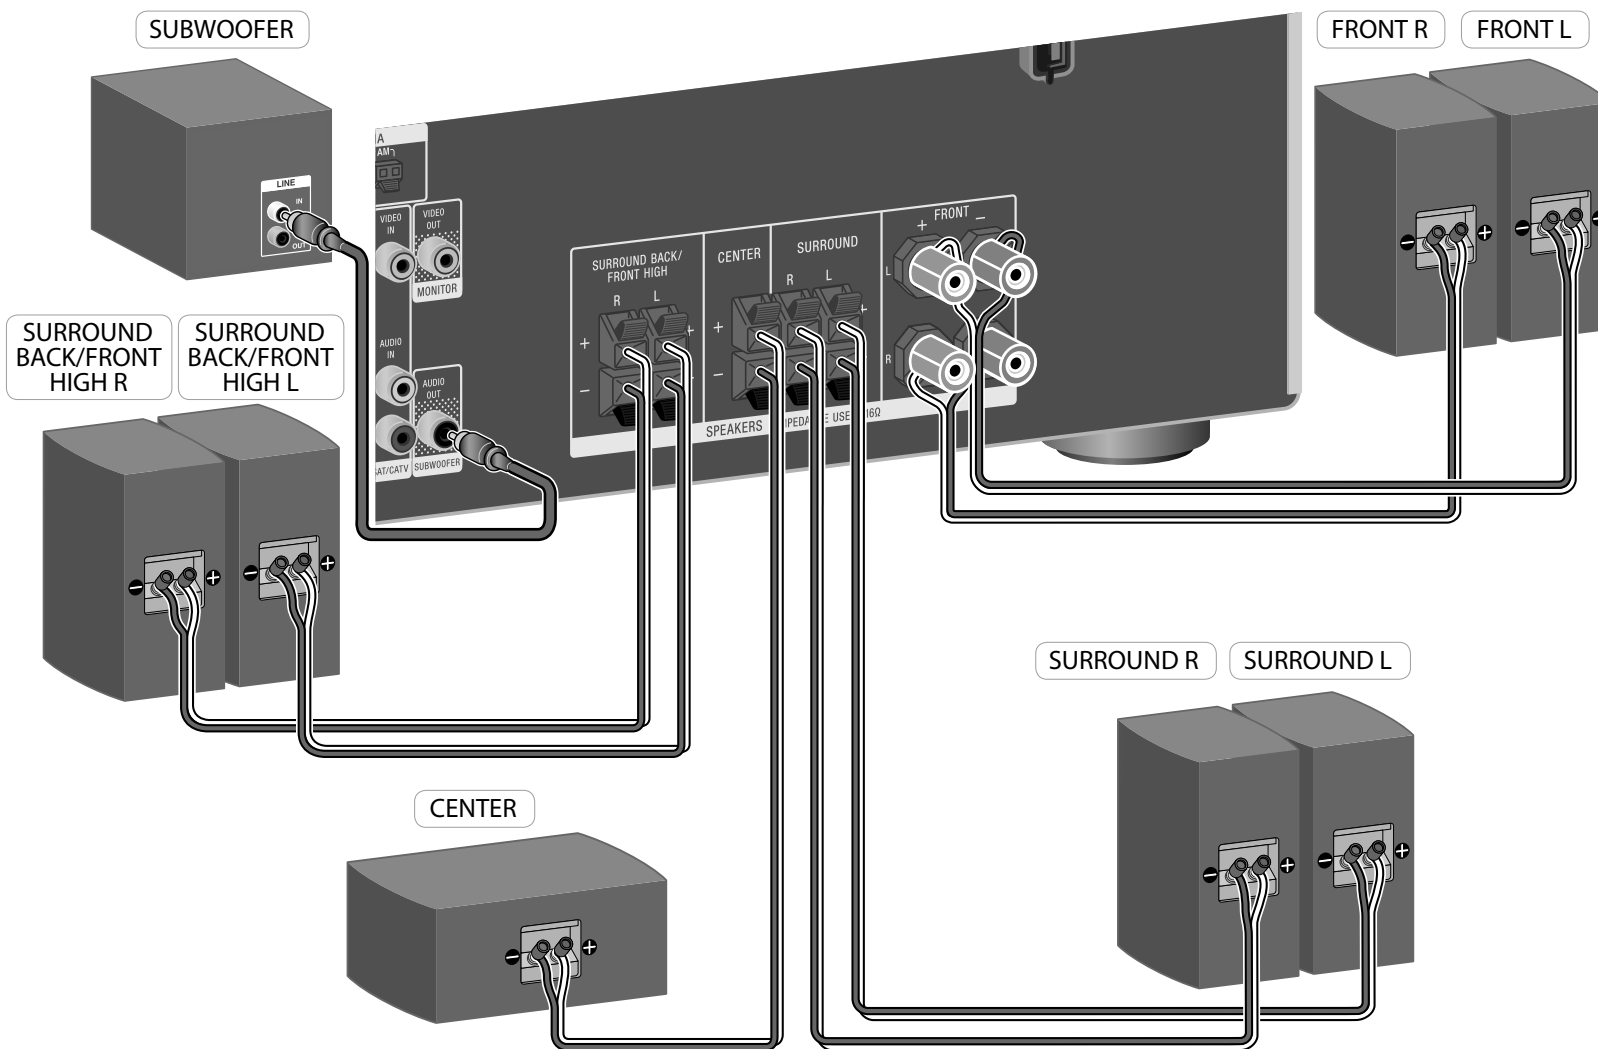 SUBWOOFER
FRONT R
FRONT L
LINE
IN
OUT
AM
VIDEO
IN
VIDEO
OUT
MONITOR
AUDIO
IN
AUDIO
OUT
SAT/CATV
SUBWOOFER
SURROUND BACK/
FRONT HIGH
R L
+
−
CENTER
+
−
SURROUND
R L
FRONT
+ −
L
R
SPEAKERS
16Ω
SURROUND
BACK/FRONT
HIGH R
SURROUND
BACK/FRONT
HIGH L
− +
− +
− +
−
SURROUND R
SURROUND L
CENTER
− +
− +
− +